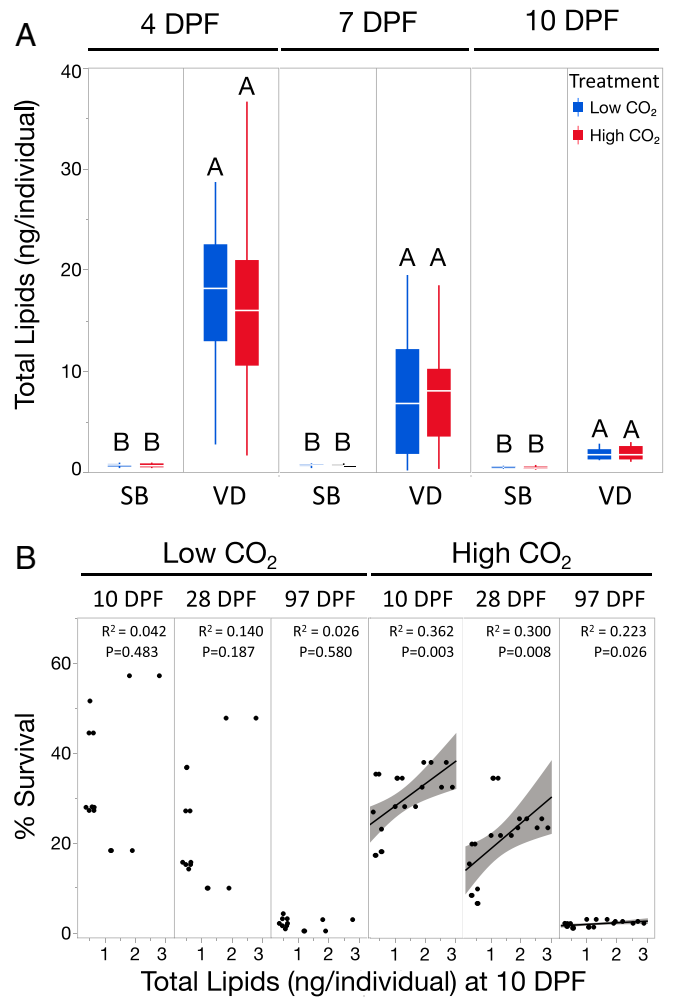 A
4 DPF 7 DPF 10 DPF
Total Lipids (ng/individual)
40
30
20
10
0
Treatment
Low CO₂
High CO₂
A A
A A
A A
B B
B B
B B
SB VD SB VD SB VD
B
Low CO₂ High CO₂
10 DPF 28 DPF 97 DPF 10 DPF 28 DPF 97 DPF
R² = 0.042 R² = 0.140 R² = 0.026 R² = 0.362 R² = 0.300 R² = 0.223
P=0.483 P=0.187 P=0.580 P=0.003 P=0.008 P=0.026
% Survival
60
40
20
0
1 2 3 1 2 3 1 2 3 1 2 3 1 2 3 1 2 3
Total Lipids (ng/individual) at 10 DPF